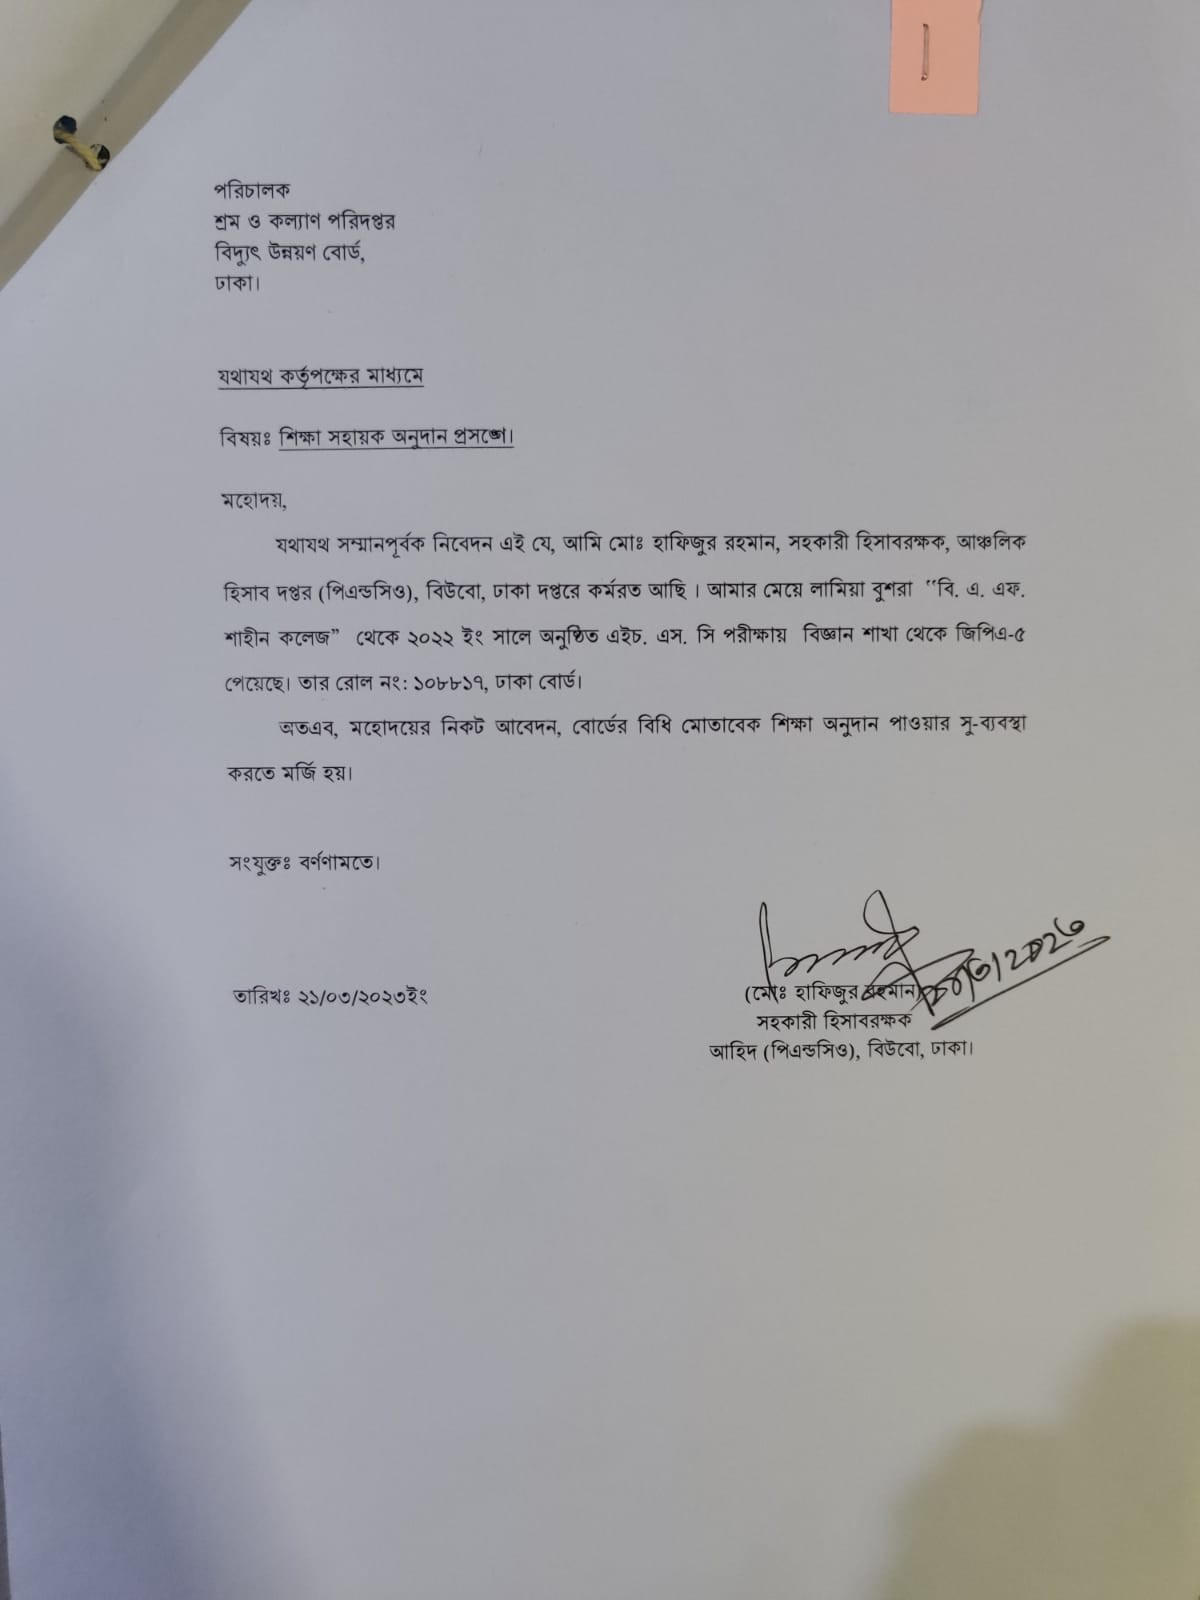 পরিচালক
শ্রম ও কল্যাণ পরিদপ্তর
বিদ্যুৎ উন্নয়ণ বোর্ড,
ঢাকা।
যথাযথ কর্তৃপক্ষের মাধ্যমে
বিষয়ঃ শিক্ষা সহায়ক অনুদান প্রসঙ্গে।
মহোদয়,
যথাযথ সম্মানপূর্বক নিবেদন এই যে, আমি মোঃ হাফিজুর রহমান, সহকারী হিসাবরক্ষক, আঞ্চলিক
হিসাব দপ্তর (পিএন্ডসিও), বিউবো, ঢাকা দপ্তরে কর্মরত আছি । আমার মেয়ে লামিয়া বুশরা “বি. এ. এফ.
শাহীন কলেজ” থেকে ২০২২ ইং সালে অনুষ্ঠিত এইচ. এস. সি পরীক্ষায় বিজ্ঞান শাখা থেকে জিপিএ-৫
পেয়েছে। তার রোল নং: ১০৮৮১৭, ঢাকা বোর্ড।
অতএব, মহোদয়ের নিকট আবেদন, বোর্ডের বিধি মোতাবেক শিক্ষা অনুদান পাওয়ার সু-ব্যবস্থা
করতে মর্জি হয়।
সংযুক্তঃ বর্ণণামতে।
তারিখঃ ২১/০৩/২০২৩ইং
(মোঃ হাফিজুর রহমান)
সহকারী হিসাবরক্ষক
আহিদ (পিএন্ডসিও), বিউবো, ঢাকা।